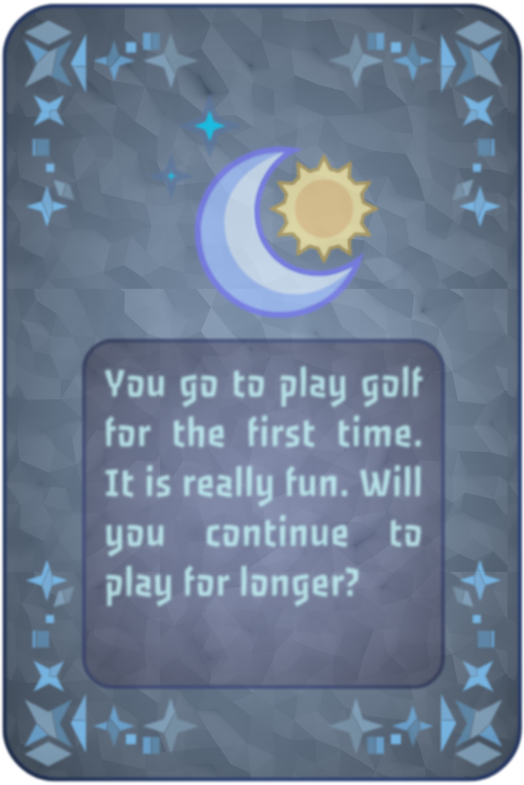 You go to play golf
for the first time.
It is really fun. Will
you continue to
play for longer?